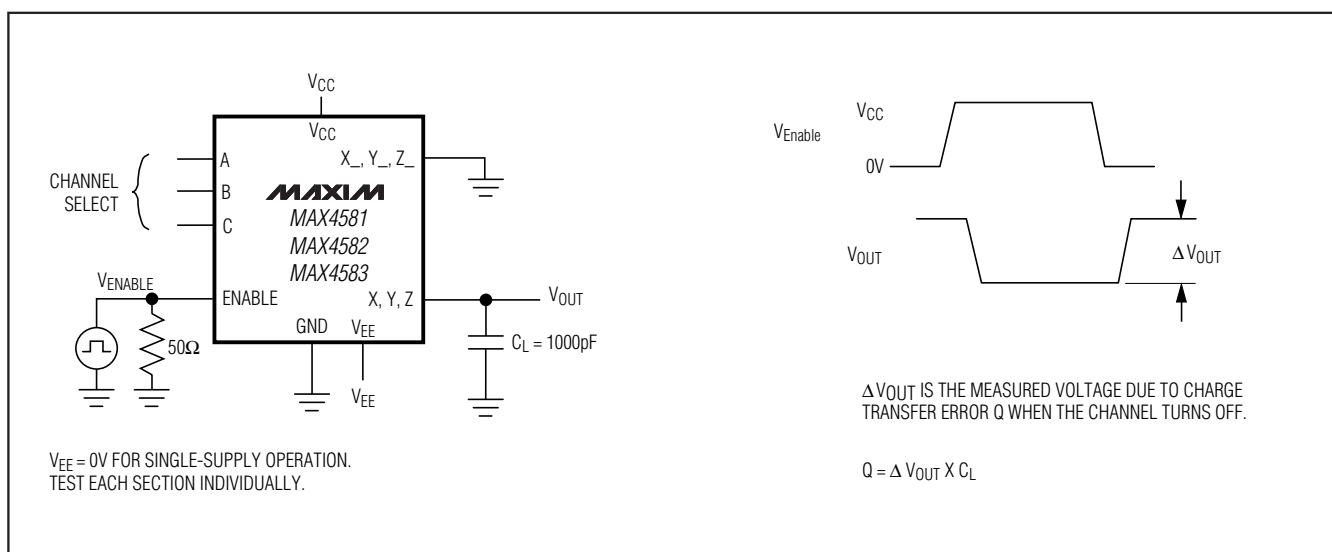 VCC
VCC
A
X_, Y_, Z_
CHANNEL
SELECT
B
MAXIM
MAX4581
C
MAX4582
MAX4583
VENABLE
ENABLE
X, Y, Z
VOUT
50Ω
GND
VEE
CL = 1000pF
VEE
VEE = 0V FOR SINGLE-SUPPLY OPERATION.
TEST EACH SECTION INDIVIDUALLY.
VCC
VEnable
0V
VOUT
ΔVOUT
ΔVOUT IS THE MEASURED VOLTAGE DUE TO CHARGE
TRANSFER ERROR Q WHEN THE CHANNEL TURNS OFF.
Q = Δ VOUT X CL